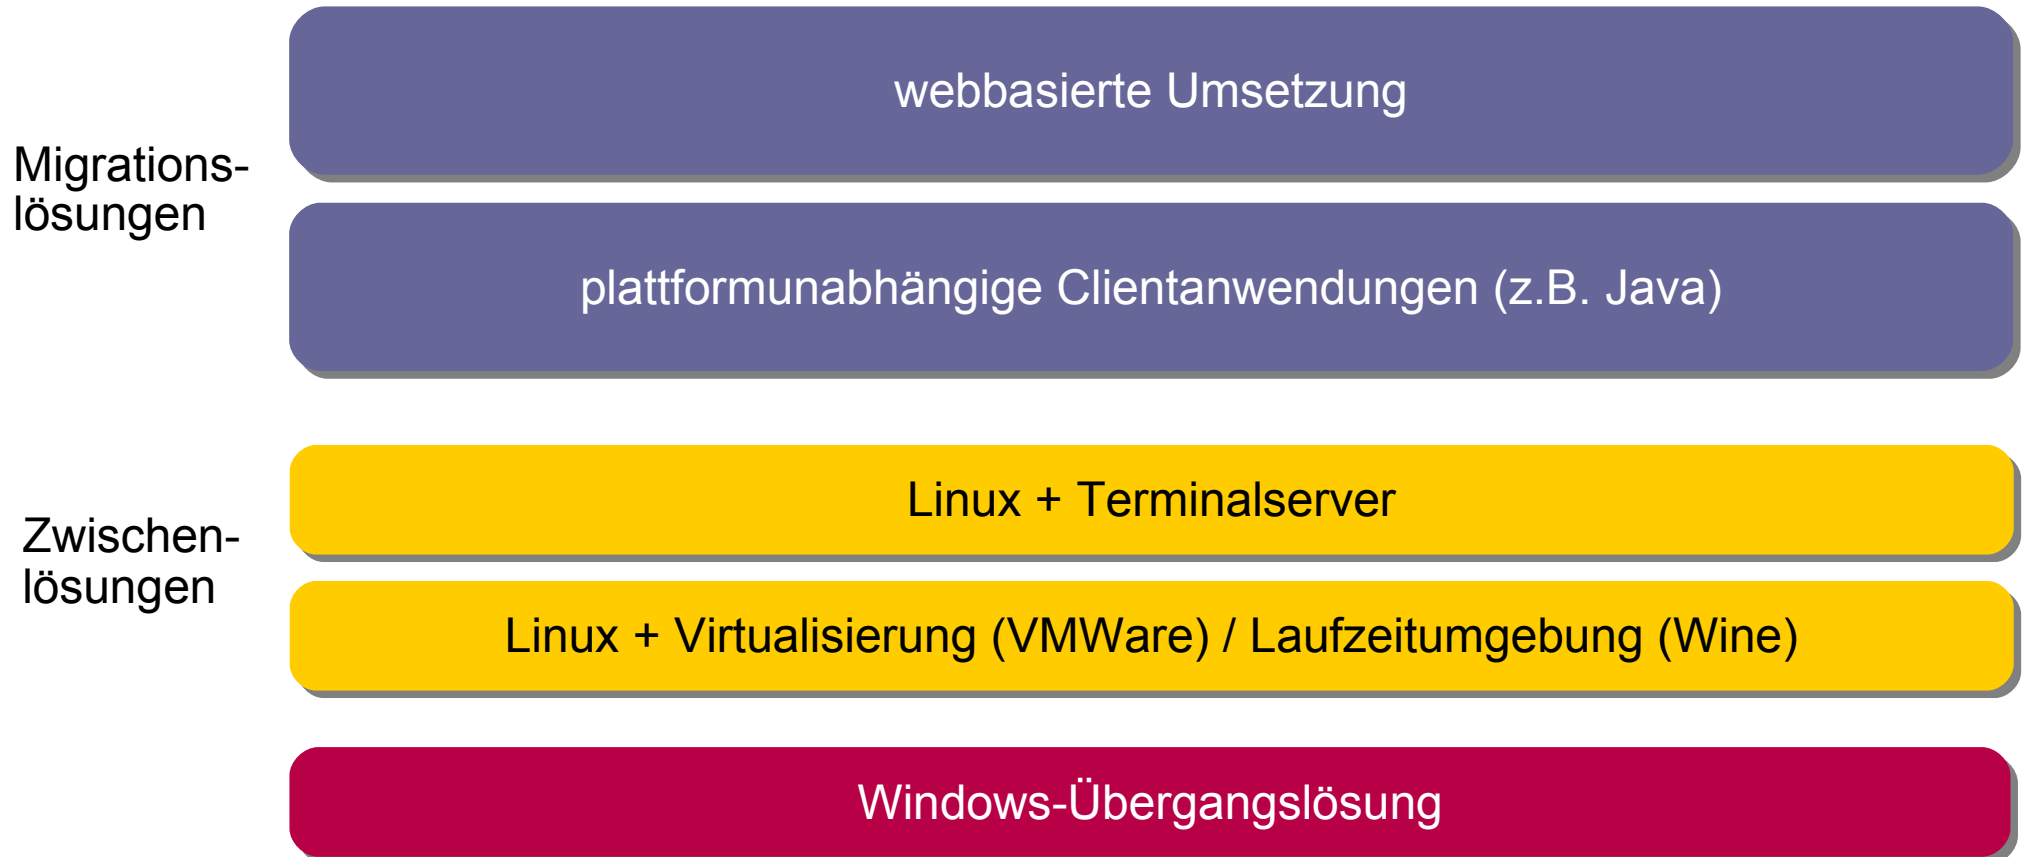 webbasierte Umsetzung
Migrations-
lösungen
plattformunabhängige Clientanwendungen (z.B. Java)
Linux + Terminalserver
Zwischen-
lösungen
Linux + Virtualisierung (VMWare) / Laufzeitumgebung (Wine)
Windows-Übergangslösung